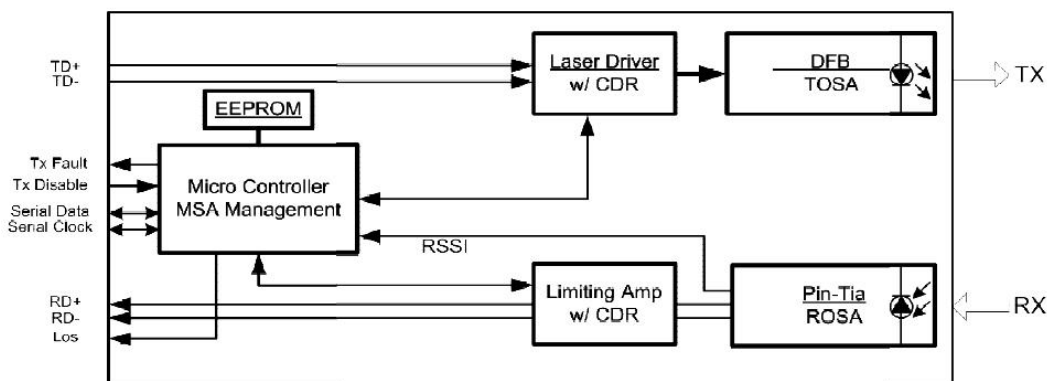 TD+
TD-
Laser Driver
w/ CDR
DFB
TOSA
TX
EEPROM
Tx Fault
Tx Disable
Serial Data
Serial Clock
Micro Controller
MSA Management
RSSI
RD+
RD-
Los
Limiting Amp
w/ CDR
Pin-Tia
ROSA
RX